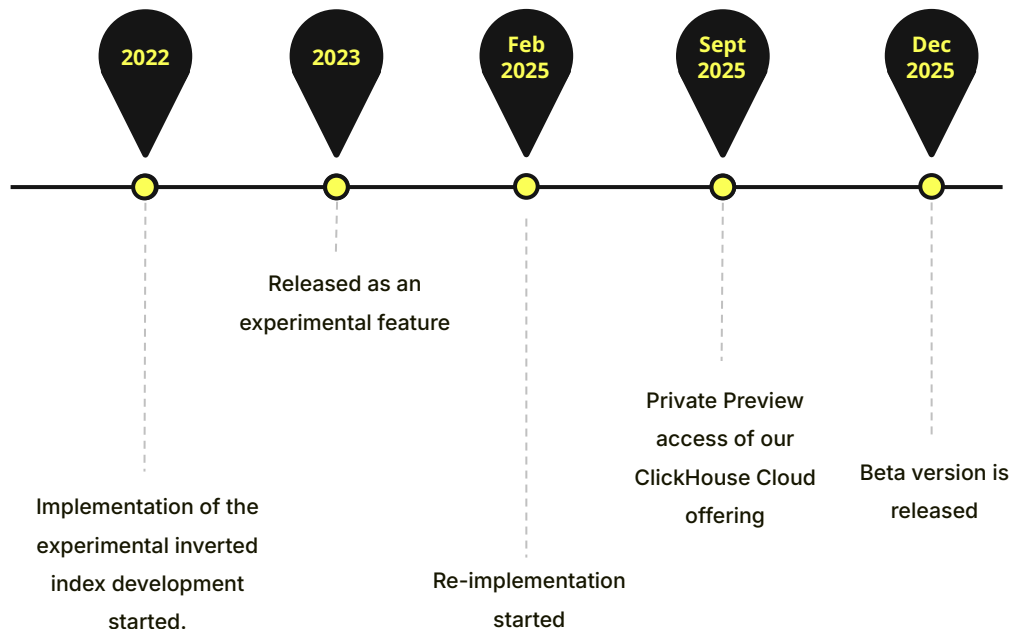 2022
2023
Feb
2025
Sept
2025
Dec
2025
Released as an
experimental feature
Private Preview
access of our
ClickHouse Cloud
offering
Beta version is
released
Implementation of the
experimental inverted
index development
started.
Re-implementation
started